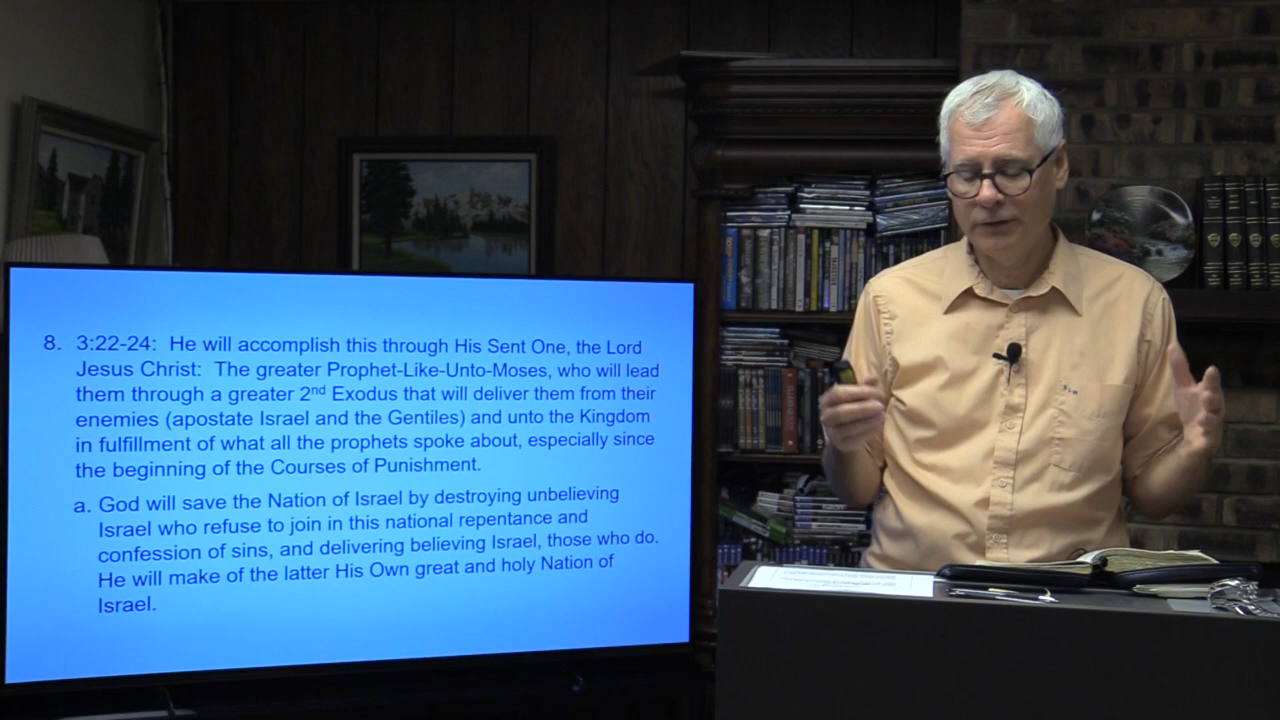 8. 3:22-24: He will accomplish this through His Sent One, the Lord
Jesus Christ: The greater Prophet-Like-Unto-Moses, who will lead
them through a greater 2nd Exodus that will deliver them from their
enemies (apostate Israel and the Gentiles) and unto the Kingdom
in fulfillment of what all the prophets spoke about, especially since
the beginning of the Courses of Punishment.
a. God will save the Nation of Israel by destroying unbelieving
Israel who refuse to join in this national repentance and
confession of sins, and delivering believing Israel, those who do.
He will make of the latter His Own great and holy Nation of
Israel.